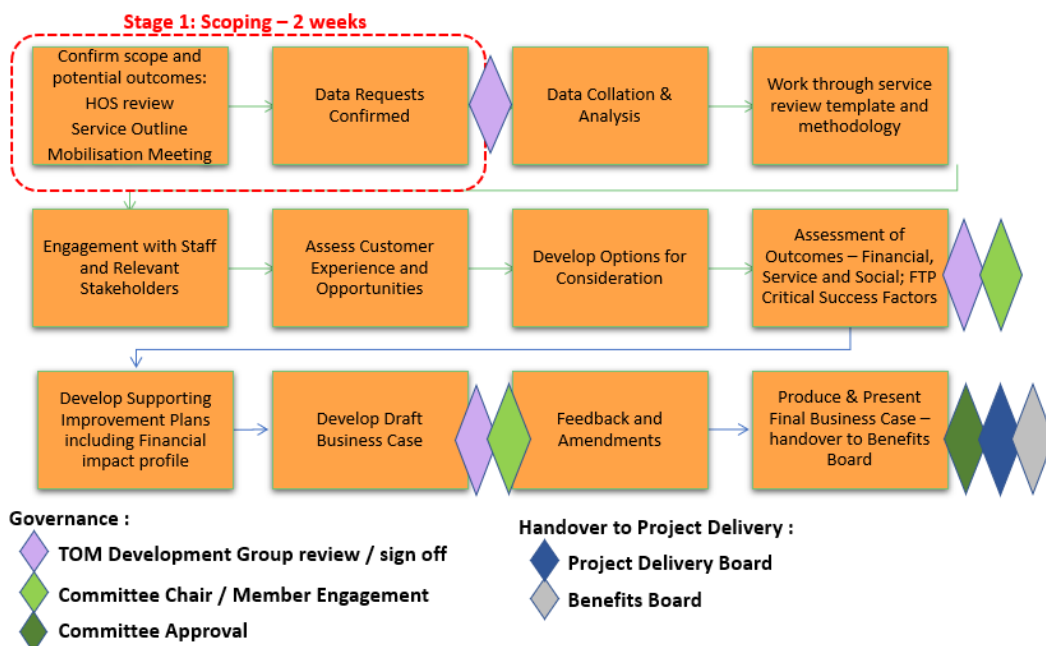 Stage 1: Scoping – 2 weeks
Confirm scope and
potential outcomes:
HOS review
Service Outline
Mobilisation Meeting
Data Requests
Confirmed
Data Collation &
Analysis
Work through service
review template and
methodology
Engagement with Staff
and Relevant
Stakeholders
Assess Customer
Experience and
Opportunities
Develop Options for
Consideration
Assessment of
Outcomes – Financial,
Service and Social; FTP
Critical Success Factors
Develop Supporting
Improvement Plans
including Financial
impact profile
Develop Draft
Business Case
Feedback and
Amendments
Produce & Present
Final Business Case –
handover to Benefits
Board
Governance :
TOM Development Group review / sign off
Committee Chair / Member Engagement
Committee Approval
Handover to Project Delivery :
Project Delivery Board
Benefits Board